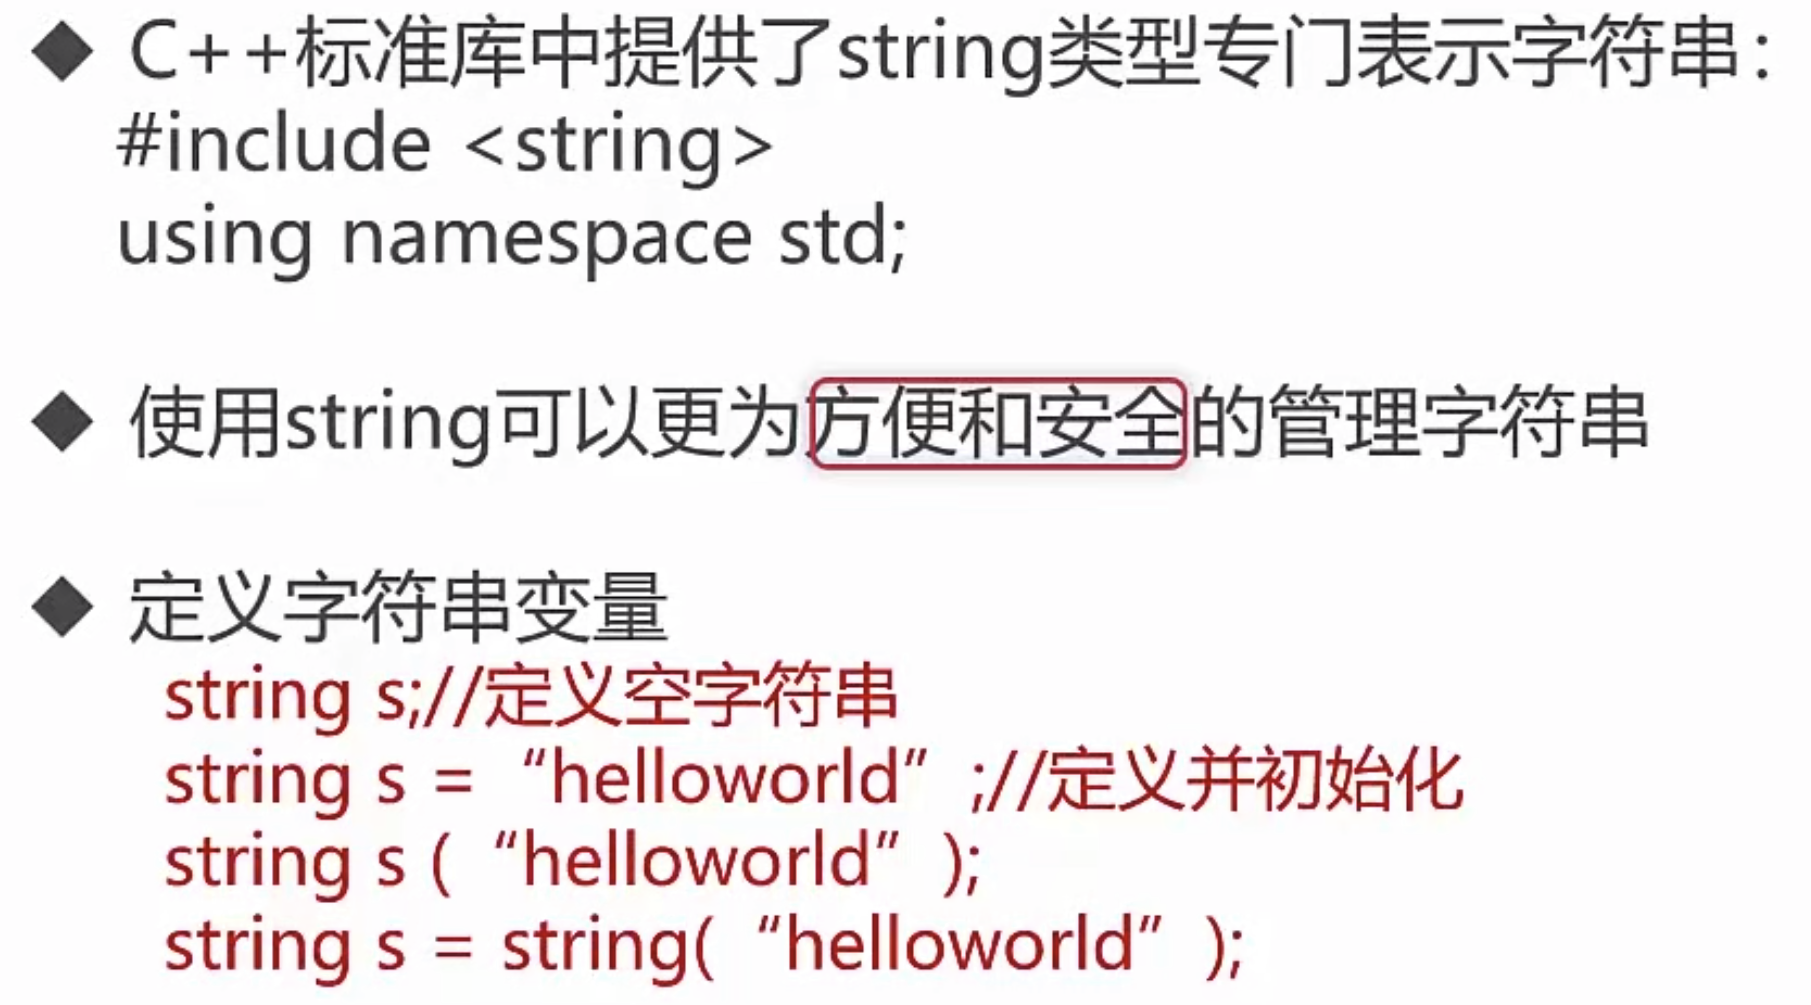 ◆ C++标准库中提供了string类型专门表示字符串：
#include <string>
using namespace std;
◆ 使用string可以更为方便和安全的管理字符串
◆ 定义字符串变量
string s;//定义空字符串
string s = “helloworld” ;//定义并初始化
string s ( “helloworld” );
string s = string( “helloworld” );